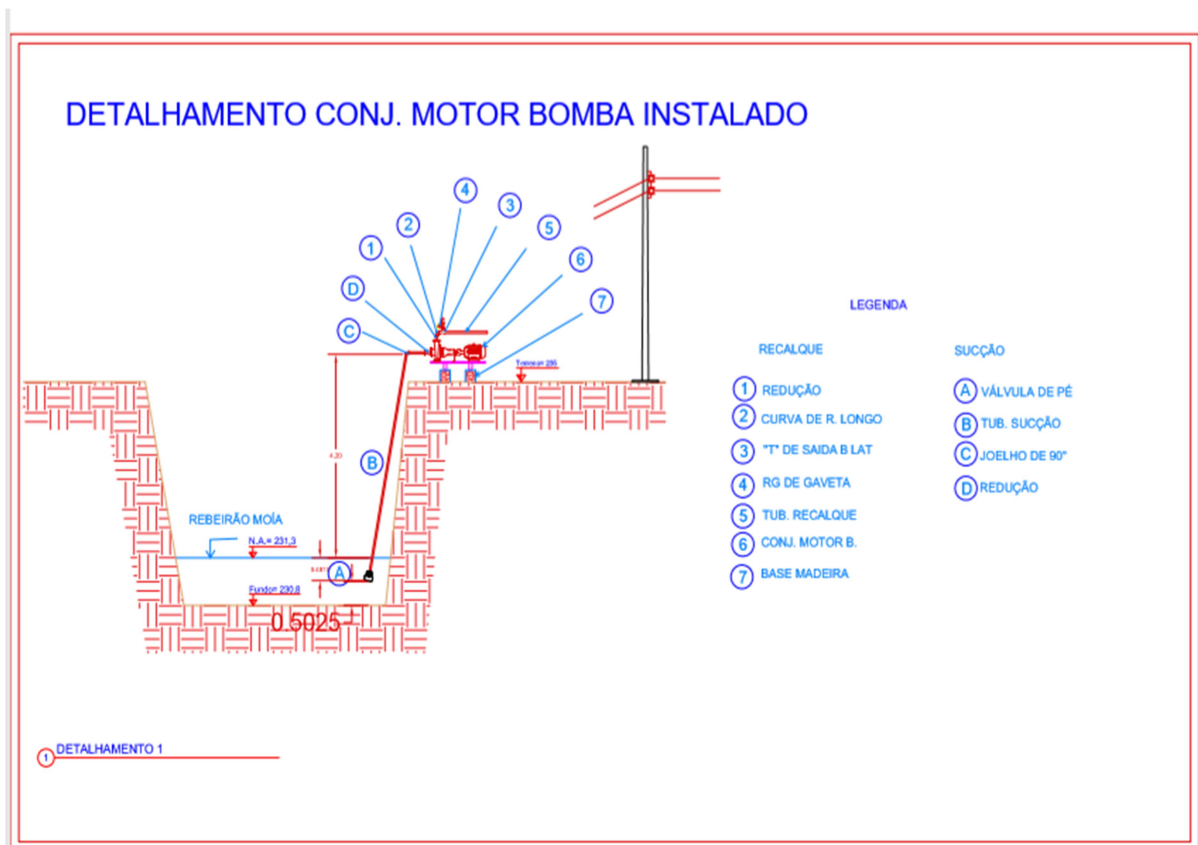 DETALHAMENTO CONJ. MOTOR BOMBA INSTALADO
4
3
2
5
1
6
D
7
C
LEGENDA
RECALQUE
SUCÇÃO
1 REDUÇÃO
2 CURVA DE R. LONGO
3 "T" DE SAIDA B LAT
4 RG DE GAVETA
5 TUB. RECALQUE
6 CONJ. MOTOR B.
7 BASE MADEIRA
A VÁLVULA DE PÉ
B TUB. SUCÇÃO
C JOELHO DE 90°
D REDUÇÃO
4,20
B
REBEIRÃO MOÍA
N.A.= 231,3
A
Fundo= 230,8
0.5025
1 DETALHAMENTO 1